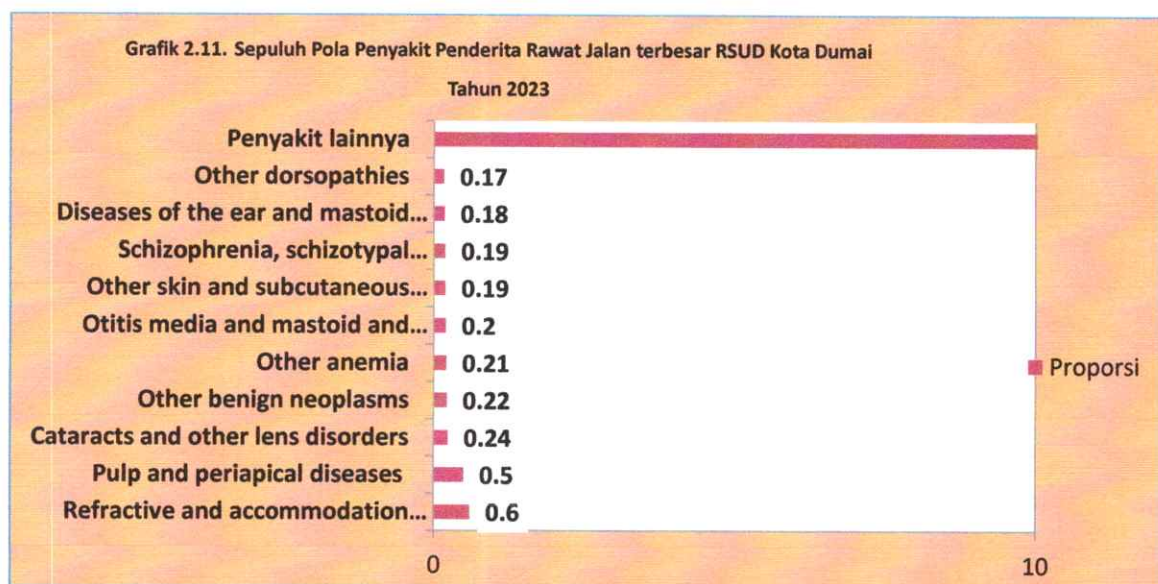 Grafik 2.11. Sepuluh Pola Penyakit Penderita Rawat Jalan terbesar RSUD Kota Dumai
Tahun 2023
Penyakit lainnya
Other dorsopathies 0.17
Diseases of the ear and mastoid... 0.18
Schizophrenia, schizotypal... 0.19
Other skin and subcutaneous... 0.19
Otitis media and mastoid and... 0.2
Other anemia 0.21
Other benign neoplasms 0.22
Cataracts and other lens disorders 0.24
Pulp and periapical diseases 0.5
Refractive and accommodation... 0.6
0 10
Proporsi